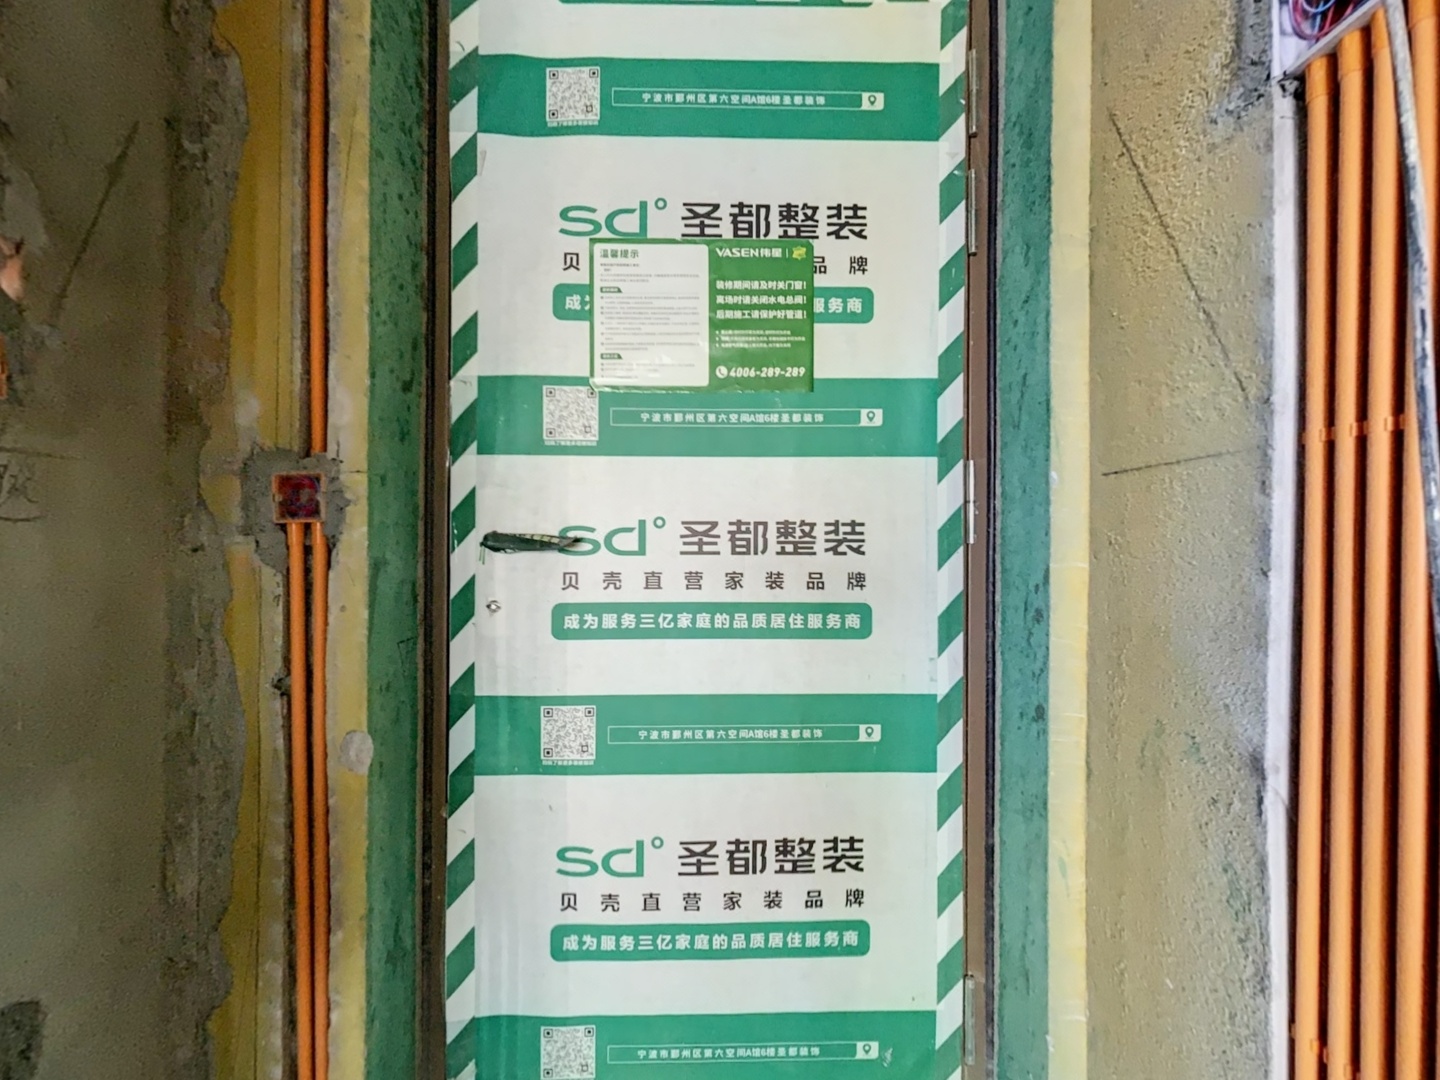 宁波市鄞州区第六空间A馆6楼圣都装饰
sd° 圣都整装
贝
品牌
成
服务商
温馨提示
VASEN伟星
装修期间请及时关门窗！
离场时请关闭水电总阀！
后期施工请保护好管道！
4006-289-289
宁波市鄞州区第六空间A馆6楼圣都装饰
sd° 圣都整装
贝壳直营家装品牌
成为服务三亿家庭的品质居住服务商
宁波市鄞州区第六空间A馆6楼圣都装饰
sd° 圣都整装
贝壳直营家装品牌
成为服务三亿家庭的品质居住服务商
宁波市鄞州区第六空间A馆6楼圣都装饰